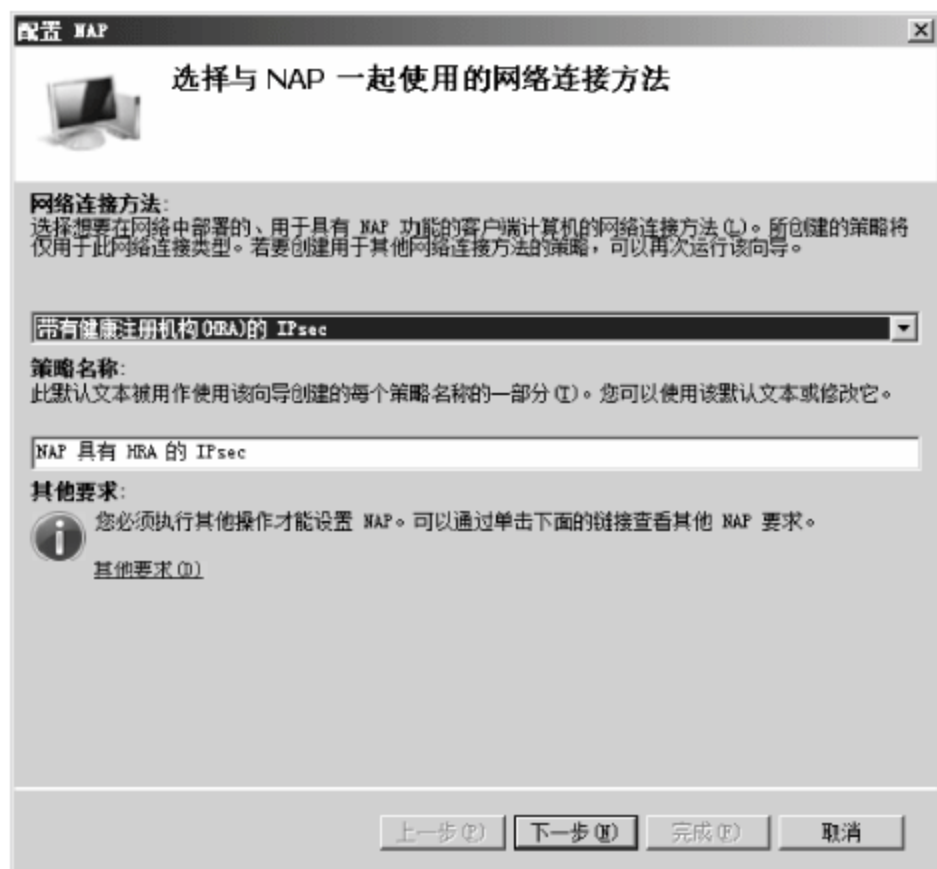 配置 NAP
选择与 NAP 一起使用的网络连接方法
网络连接方法:
选择想要在网络中部署的、用于具有 NAP 功能的客户端计算机的网络连接方法(L)。所创建的策略将
仅用于此网络连接类型。若要创建用于其他网络连接方法的策略，可以再次运行该向导。
带有健康注册机构(HRA)的 IPsec
策略名称:
此默认文本被用作使用该向导创建的每个策略名称的一部分(T)。您可以使用该默认文本或修改它。
NAP 具有 HRA 的 IPsec
其他要求:
您必须执行其他操作才能设置 NAP。可以通过单击下面的链接查看其他 NAP 要求。
其他要求(D)
上一步(P) 下一步(N) 完成(F) 取消